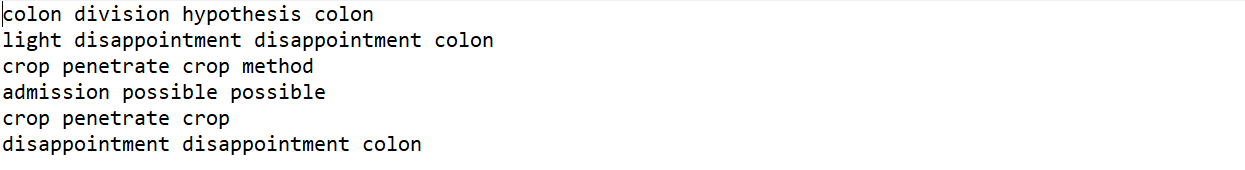 colon division hypothesis colon
light disappointment disappointment colon
crop penetrate crop method
admission possible possible
crop penetrate crop
disappointment disappointment colon